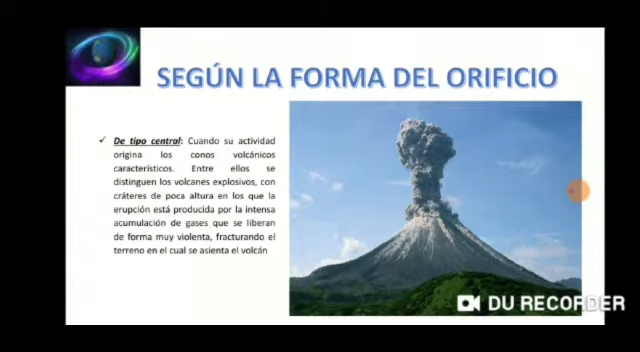 SEGÚN LA FORMA DEL ORIFICIO
✓ De tipo central: Cuando su actividad
origina los conos volcánicos
característicos. Entre ellos se
distinguen los volcanes explosivos, con
cráteres de poca altura en los que la
erupción está producida por la intensa
acumulación de gases que se liberan
de forma muy violenta, fracturando el
terreno en el cual se asienta el volcán
DU RECORDER